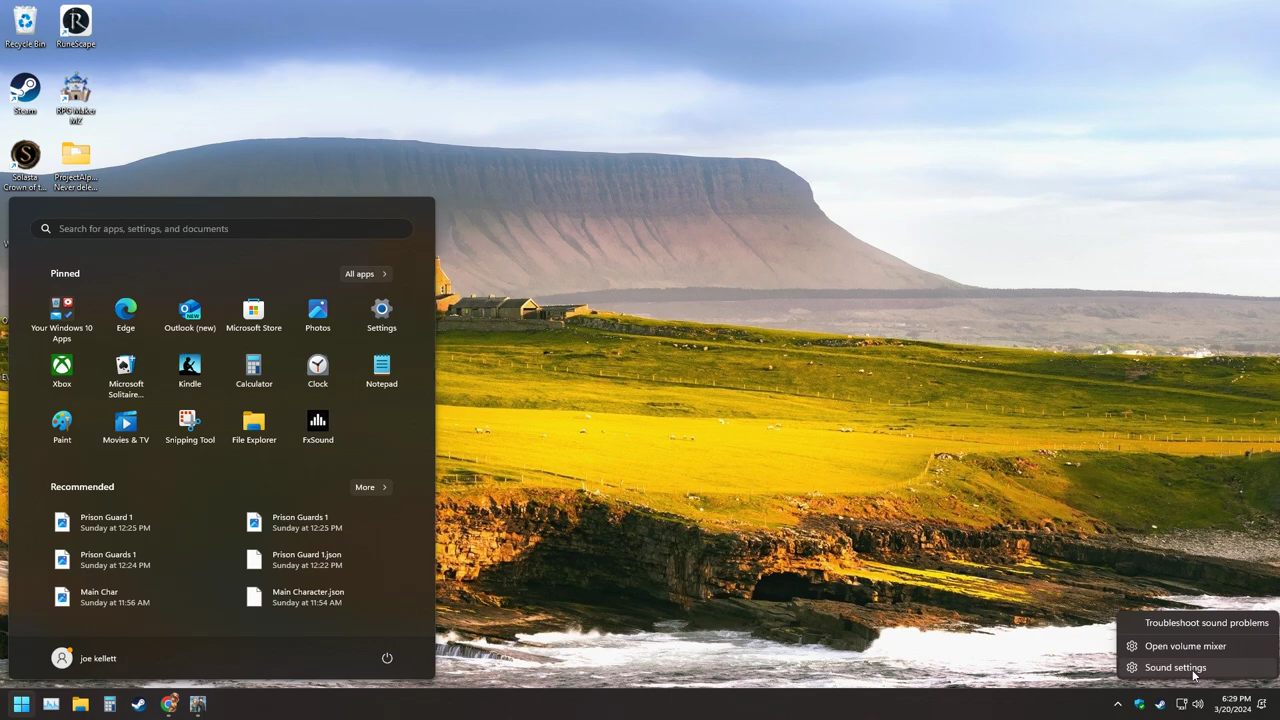 Recycle Bin
RuneScape
Steam
RPG Maker
MZ
Solasta
Crown of t...
ProjectAlp...
Never dele...
Search for apps, settings, and documents
Pinned
All apps
Your Windows 10
Apps
Edge
Outlook (new)
Microsoft Store
Photos
Settings
Xbox
Microsoft
Solitaire...
Kindle
Calculator
Clock
Notepad
Paint
Movies & TV
Snipping Tool
File Explorer
FxSound
Recommended
More
Prison Guard 1
Sunday at 12:25 PM
Prison Guards 1
Sunday at 12:25 PM
Prison Guards 1
Sunday at 12:24 PM
Prison Guard 1.json
Sunday at 12:22 PM
Main Char
Sunday at 11:56 AM
Main Character.json
Sunday at 11:54 AM
joe kellett
Troubleshoot sound problems
Open volume mixer
Sound settings
6:29 PM
3/20/2024